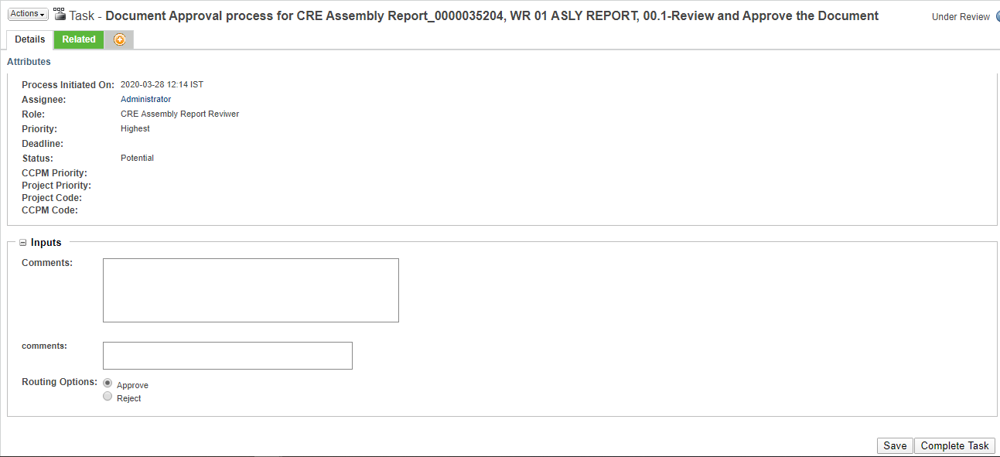 Actions Task - Document Approval process for CRE Assembly Report_0000035204, WR 01 ASLY REPORT, 00.1-Review and Approve the Document Under Review
Details Related
Attributes
Process Initiated On: 2020-03-28 12:14 IST
Assignee: Administrator
Role: CRE Assembly Report Reviwer
Priority: Highest
Deadline:
Status: Potential
CCPM Priority:
Project Priority:
Project Code:
CCPM Code:
Inputs
Comments:
comments:
Routing Options: Approve
Reject
Save Complete Task